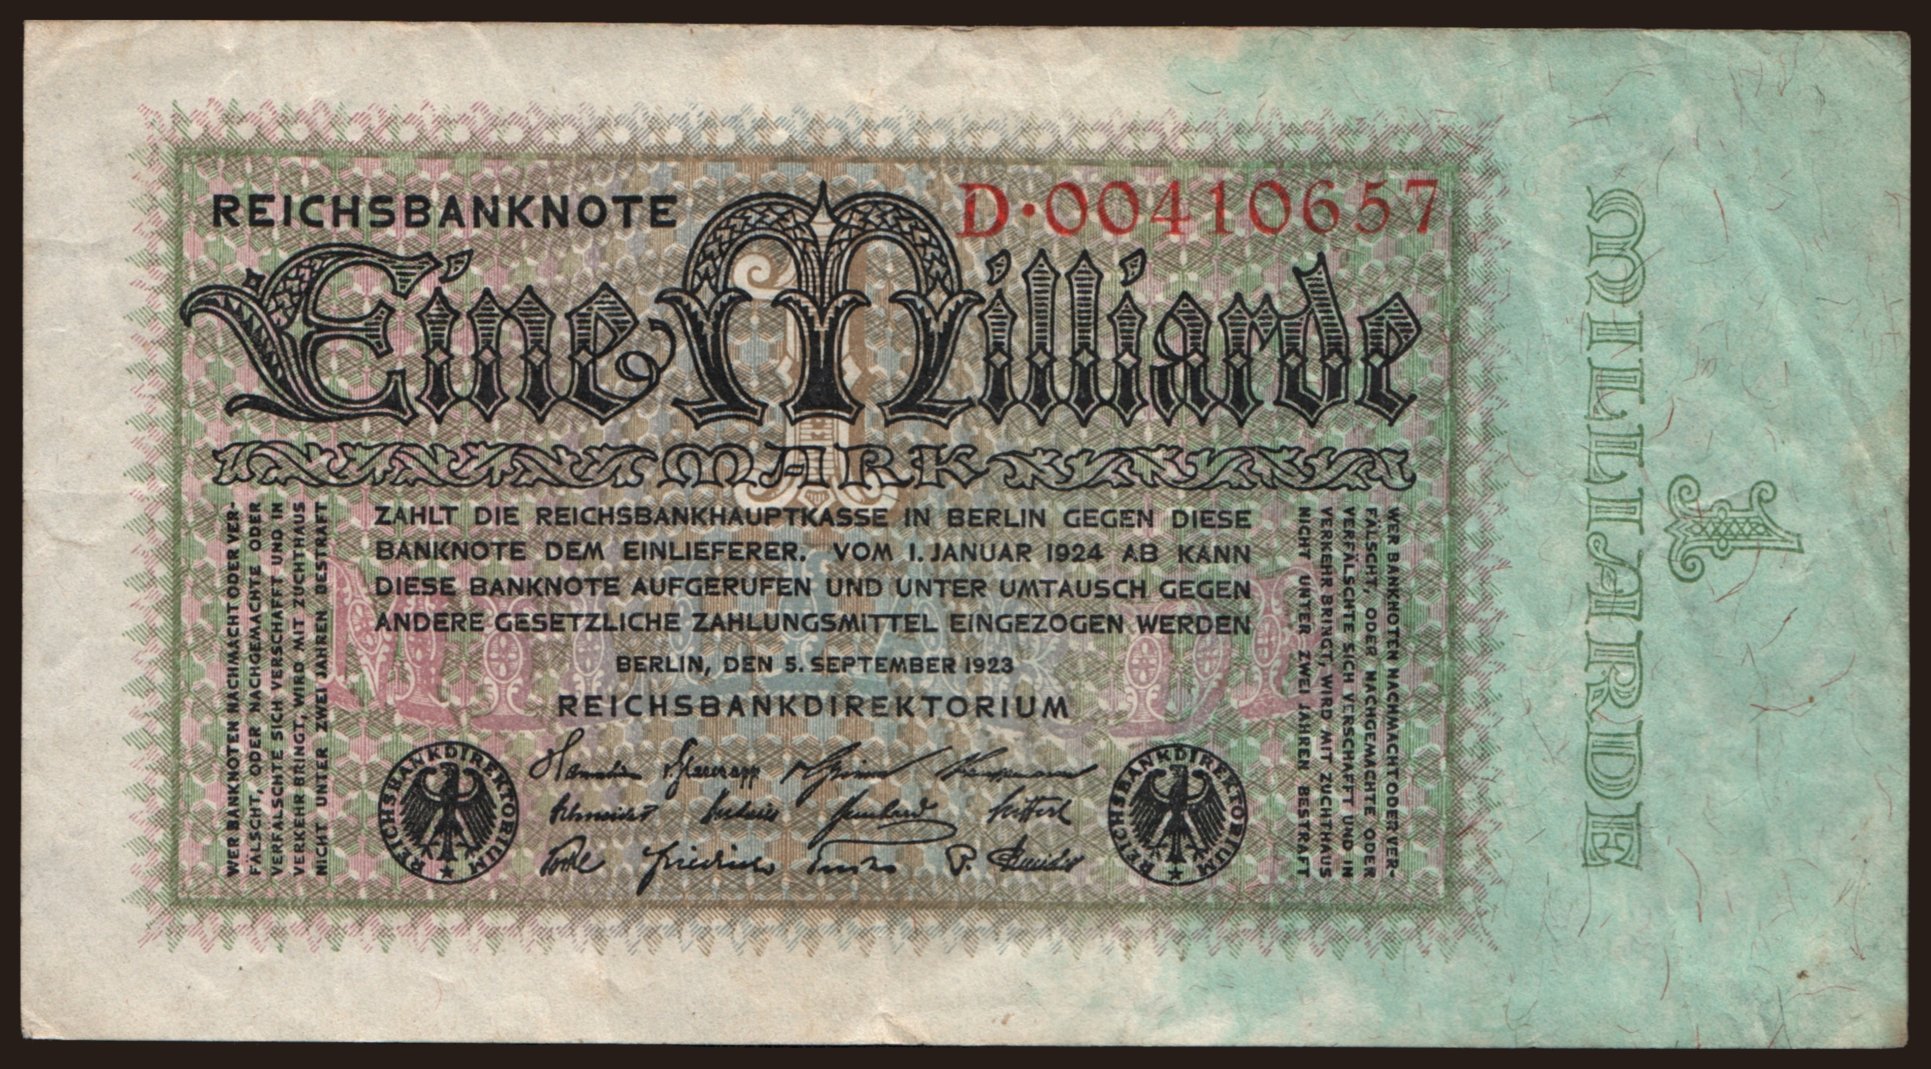 REICHSBANKNOTE
D·00410657
Eine Milliarde
MARK
ZAHLT DIE REICHSBANKHAUPTKASSE IN BERLIN GEGEN DIESE
BANKNOTE DEM EINLIEFERER. VOM 1. JANUAR 1924 AB KANN
DIESE BANKNOTE AUFGERUFEN UND UNTER UMTAUSCH GEGEN
ANDERE GESETZLICHE ZAHLUNGSMITTEL EINGEZOGEN WERDEN
BERLIN, DEN 5. SEPTEMBER 1923
REICHSBANKDIREKTORIUM
REICHSBANKDIREKTORIUM
REICHSBANKDIREKTORIUM
WER BANKNOTEN NACHMACHT ODER VER-
FÄLSCHT, ODER NACHGEMACHTE ODER
VERFÄLSCHTE SICH VERSCHAFFT UND IN
VERKEHR BRINGT, WIRD MIT ZUCHTHAUS
NICHT UNTER ZWEI JAHREN BESTRAFT
WER BANKNOTEN NACHMACHT ODER VER-
FÄLSCHT, ODER NACHGEMACHTE ODER
VERFÄLSCHTE SICH VERSCHAFFT UND IN
VERKEHR BRINGT, WIRD MIT ZUCHTHAUS
NICHT UNTER ZWEI JAHREN BESTRAFT
1
MILLIARDE
1
MILLIARDE